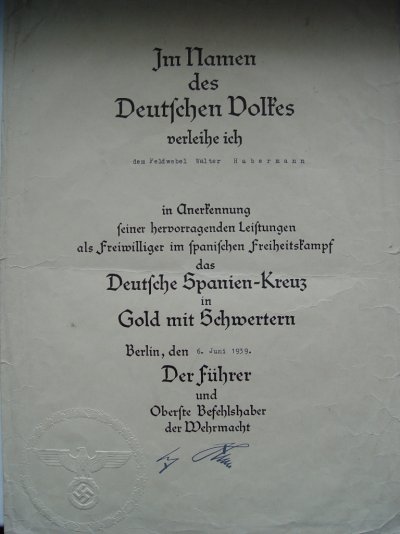 Im Namen
des
Deutschen Volkes
verleihe ich
dem Feldwebel Walter Habermann
in Anerkennung
seiner hervorragenden Leistungen
als Freiwilliger im spanischen Freiheitskampf
das
Deutsche Spanien-Kreuz
in
Gold mit Schwertern
Berlin, den 6. Juni 1939.
Der Führer
und
Oberste Befehlshaber
der Wehrmacht